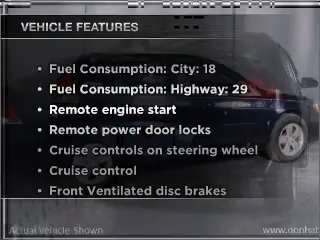 VEHICLE FEATURES
• Fuel Consumption: City: 18
• Fuel Consumption: Highway: 29
• Remote engine start
• Remote power door locks
• Cruise controls on steering wheel
• Cruise control
• Front Ventilated disc brakes
Actual Vehicle Shown